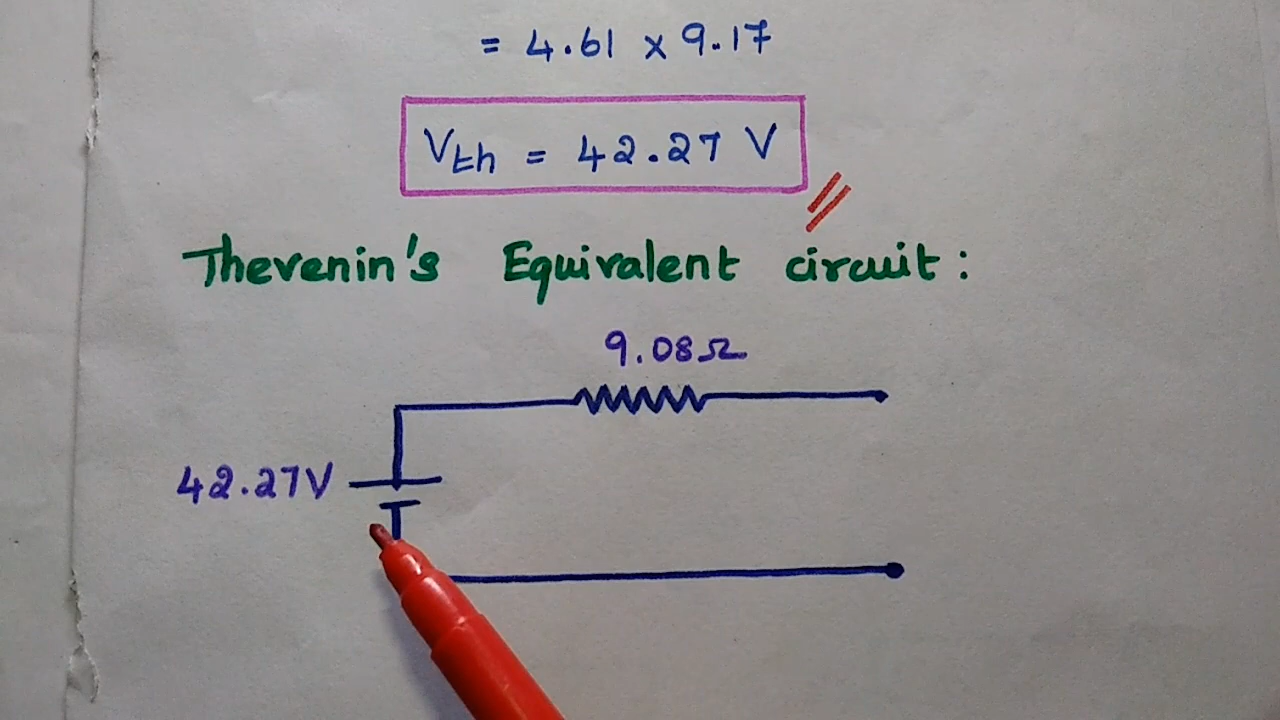 = 4.61 x 9.17
Vth = 42.27 V
Thevenin's Equivalent circuit :
9.08Ω
42.27V